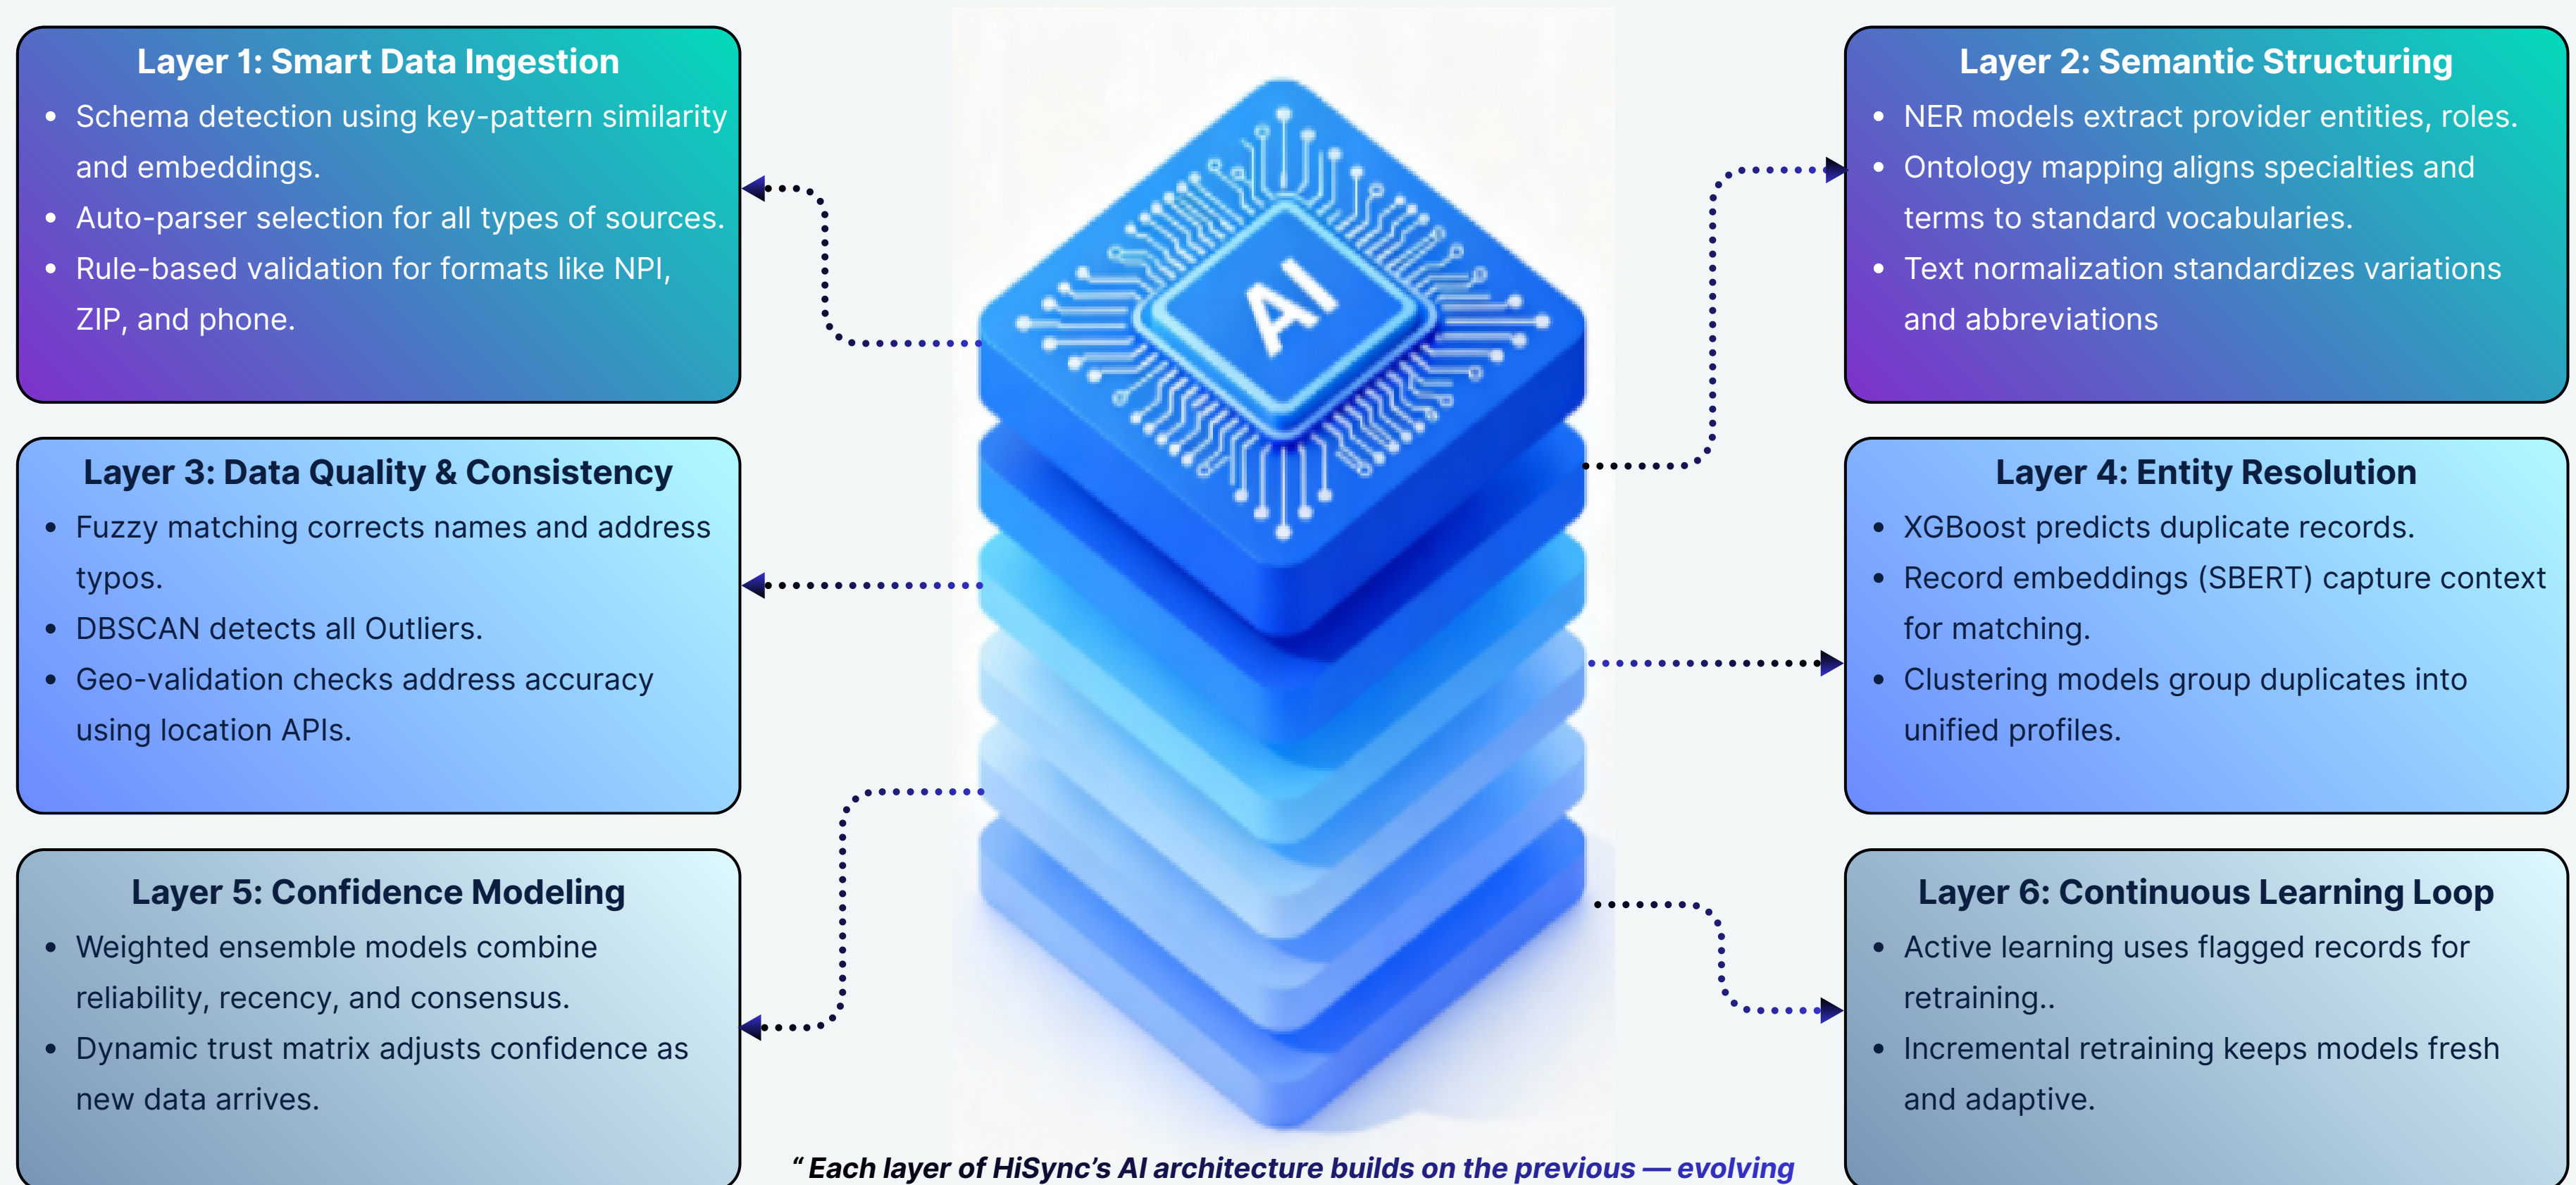 Layer 1: Smart Data Ingestion
• Schema detection using key-pattern similarity
and embeddings.
• Auto-parser selection for all types of sources.
• Rule-based validation for formats like NPI,
ZIP, and phone.
Layer 2: Semantic Structuring
• NER models extract provider entities, roles.
• Ontology mapping aligns specialties and
terms to standard vocabularies.
• Text normalization standardizes variations
and abbreviations
AI
Layer 3: Data Quality & Consistency
• Fuzzy matching corrects names and address
typos.
• DBSCAN detects all Outliers.
• Geo-validation checks address accuracy
using location APIs.
Layer 4: Entity Resolution
• XGBoost predicts duplicate records.
• Record embeddings (SBERT) capture context
for matching.
• Clustering models group duplicates into
unified profiles.
Layer 5: Confidence Modeling
• Weighted ensemble models combine
reliability, recency, and consensus.
• Dynamic trust matrix adjusts confidence as
new data arrives.
Layer 6: Continuous Learning Loop
• Active learning uses flagged records for
retraining..
• Incremental retraining keeps models fresh
and adaptive.
“ Each layer of HiSync’s AI architecture builds on the previous — evolving